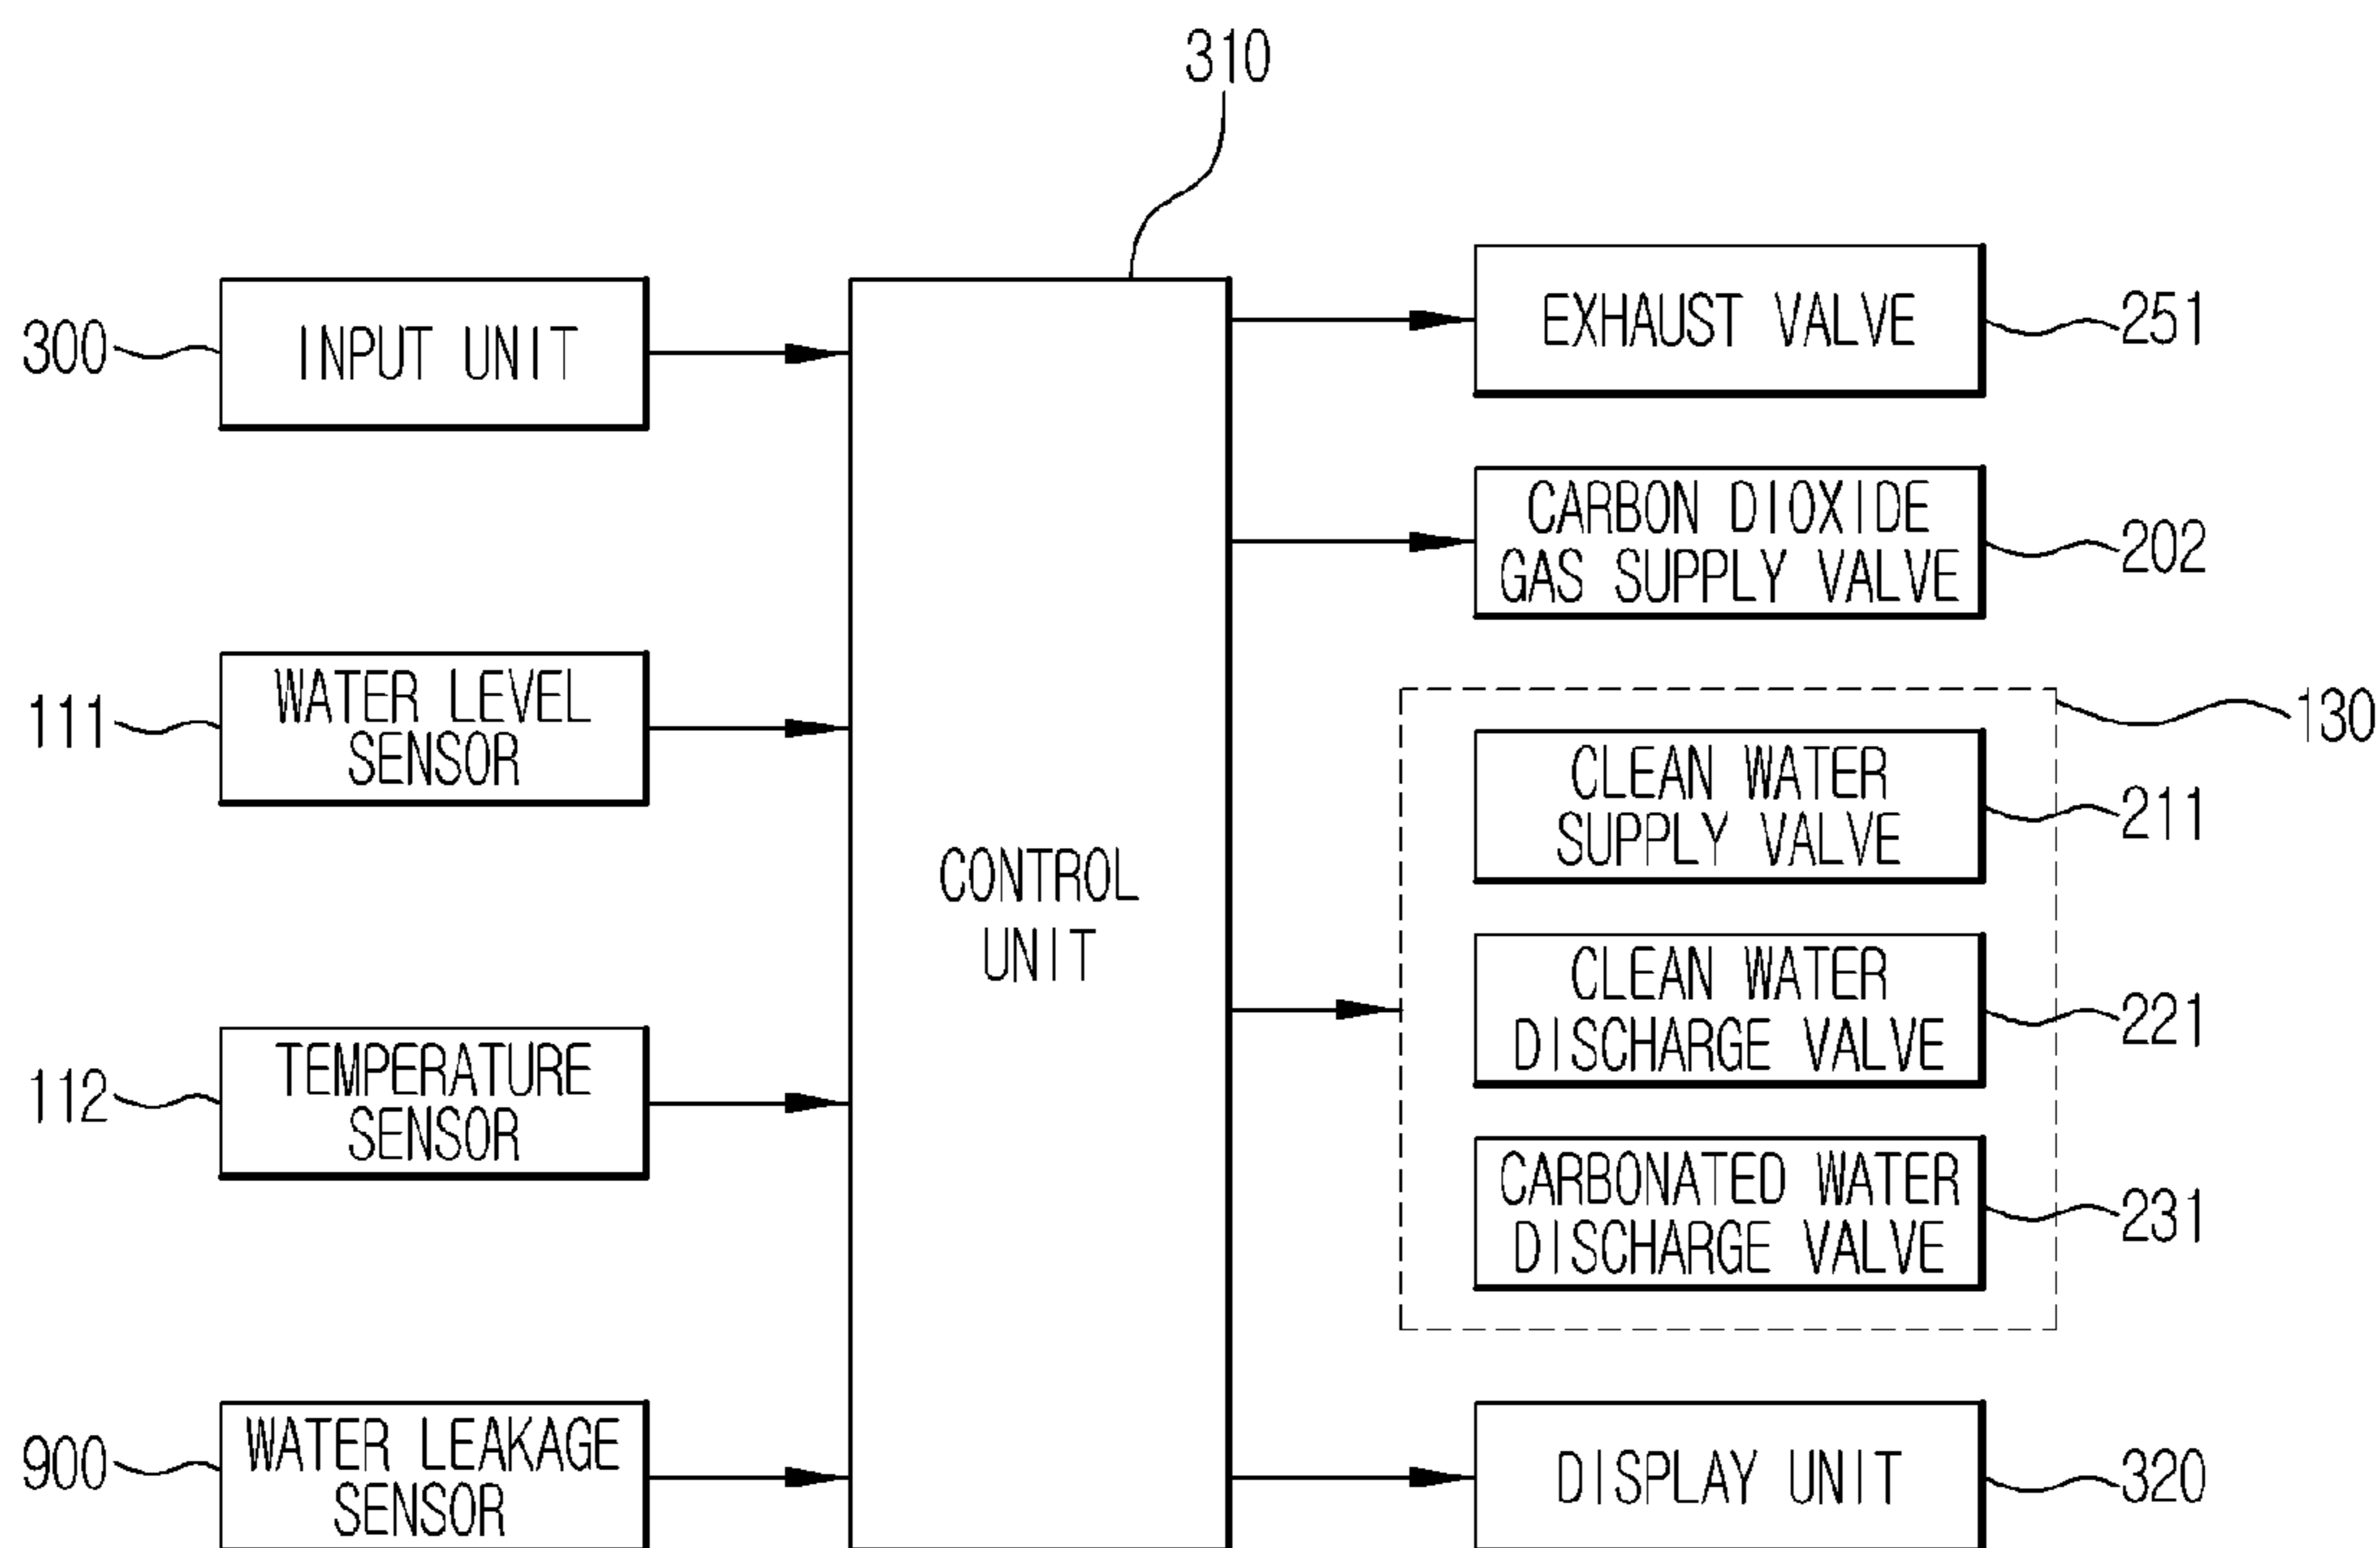 310
300
INPUT UNIT
EXHAUST VALVE
251
CARBON DIOXIDE
GAS SUPPLY VALVE
202
111
WATER LEVEL
SENSOR
130
CLEAN WATER
SUPPLY VALVE
211
CONTROL
UNIT
CLEAN WATER
DISCHARGE VALVE
221
112
TEMPERATURE
SENSOR
CARBONATED WATER
DISCHARGE VALVE
231
900
WATER LEAKAGE
SENSOR
DISPLAY UNIT
320